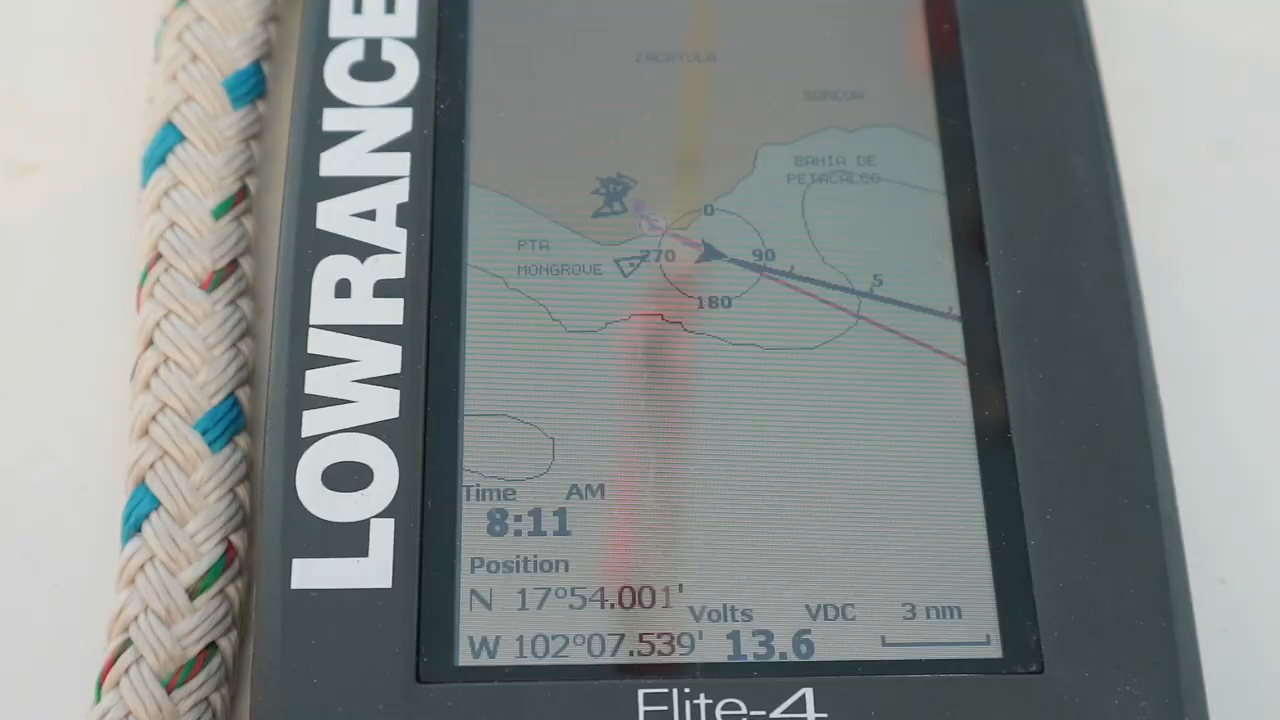 LOWRANCE
ZACATULA
BAHIA DE
PETACALCO
0
PTA
MONGROVE
270
90
5
180
Time AM
8:11
Position
N 17°54.001'
W 102°07.539'
Volts VDC
13.6
3 nm
Elite-4